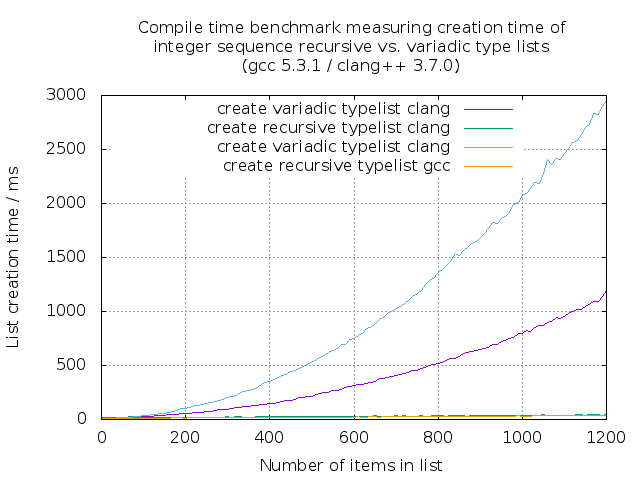 Compile time benchmark measuring creation time of
integer sequence recursive vs. variadic type lists
(gcc 5.3.1 / clang++ 3.7.0)
3000
2500
2000
1500
1000
500
0
List creation time / ms
create variadic typelist clang
create recursive typelist clang
create variadic typelist clang
create recursive typelist gcc
0 200 400 600 800 1000 1200
Number of items in list